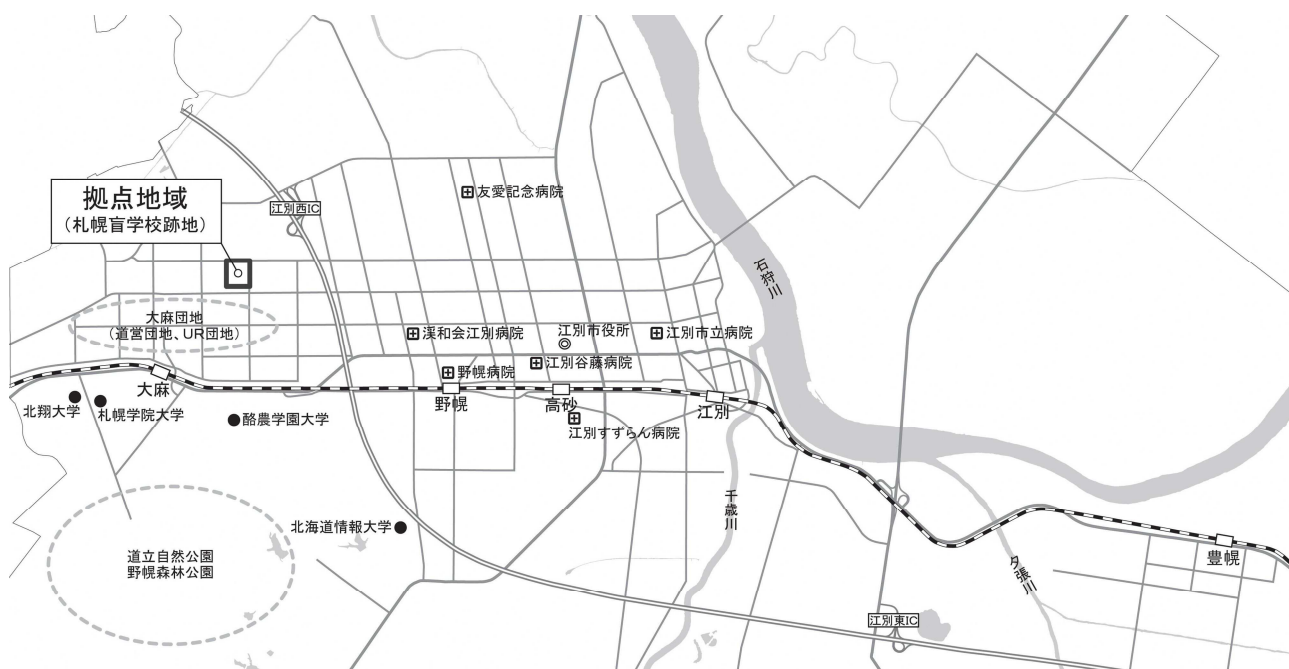 友愛記念病院
拠点地域
(札幌盲学校跡地)
江別西IC
石狩川
大麻団地
(道営団地、UR団地)
渓和会江別病院
江別市役所
江別市立病院
江別谷藤病院
野幌病院
大麻
野幌
高砂
江別
北翔大学
札幌学院大学
酪農学園大学
江別すずらん病院
千歳川
北海道情報大学
道立自然公園
野幌森林公園
夕張川
豊幌
江別東IC